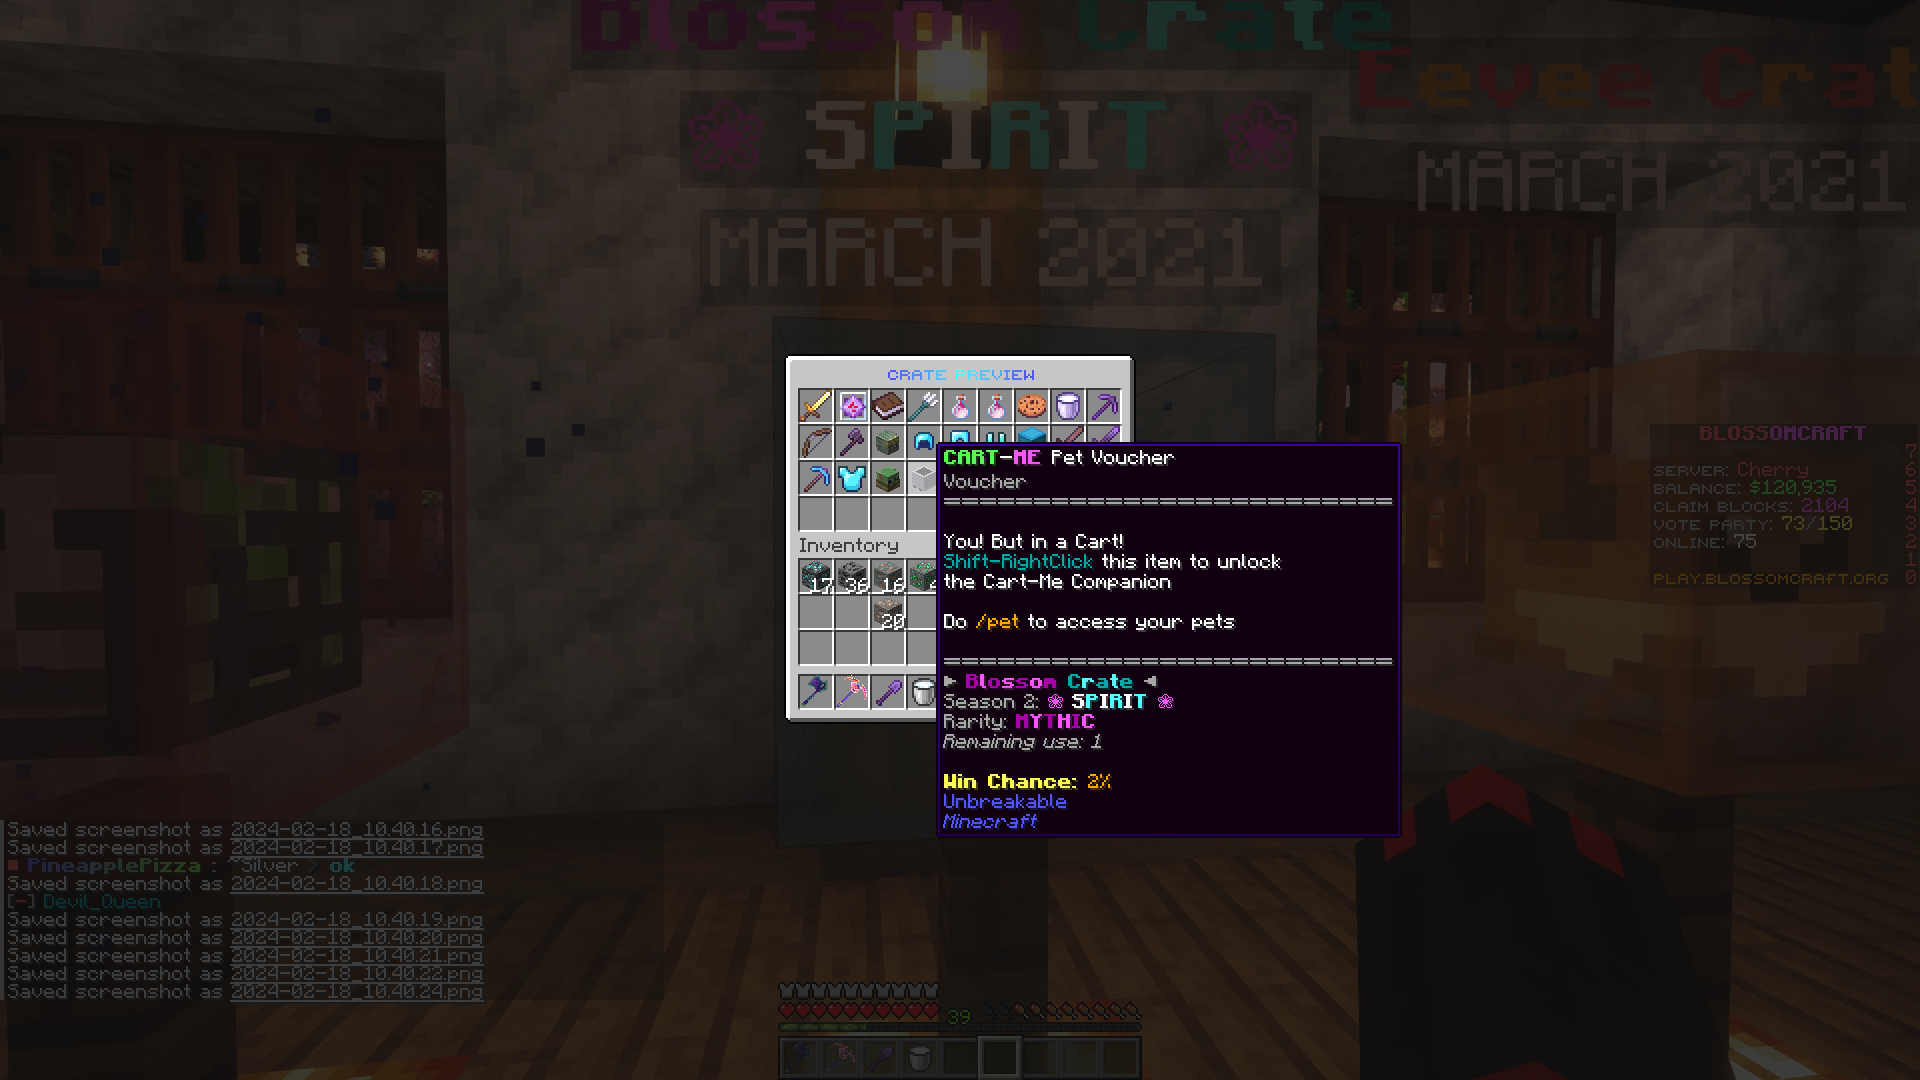 Blossom Crate
Eevee Crat
SPIRIT
MARCH 2021
MARCH 2021
CRATE PREVIEW
Inventory
17 36 16 4
20
CART-ME Pet Voucher
Voucher
================================
You! But in a Cart!
Shift-RightClick this item to unlock
the Cart-Me Companion
Do /pet to access your pets
================================
► Blossom Crate ◄
Season 2: ❀ SPIRIT ❀
Rarity: MYTHIC
Remaining use: 1
Win Chance: 2%
Unbreakable
Minecraft
BLOSSOMCRAFT
7
SERVER: Cherry 6
BALANCE: $120,935 5
CLAIM BLOCKS: 2104 4
VOTE PARTY: 73/150 3
ONLINE: 75 2
1
PLAY.BLOSSOMCRAFT.ORG 0
Saved screenshot as 2024-02-18_10.40.16.png
Saved screenshot as 2024-02-18_10.40.17.png
PineapplePizza : ~Silver ok
Saved screenshot as 2024-02-18_10.40.18.png
[-] Devil_Queen
Saved screenshot as 2024-02-18_10.40.19.png
Saved screenshot as 2024-02-18_10.40.20.png
Saved screenshot as 2024-02-18_10.40.21.png
Saved screenshot as 2024-02-18_10.40.22.png
Saved screenshot as 2024-02-18_10.40.24.png
39